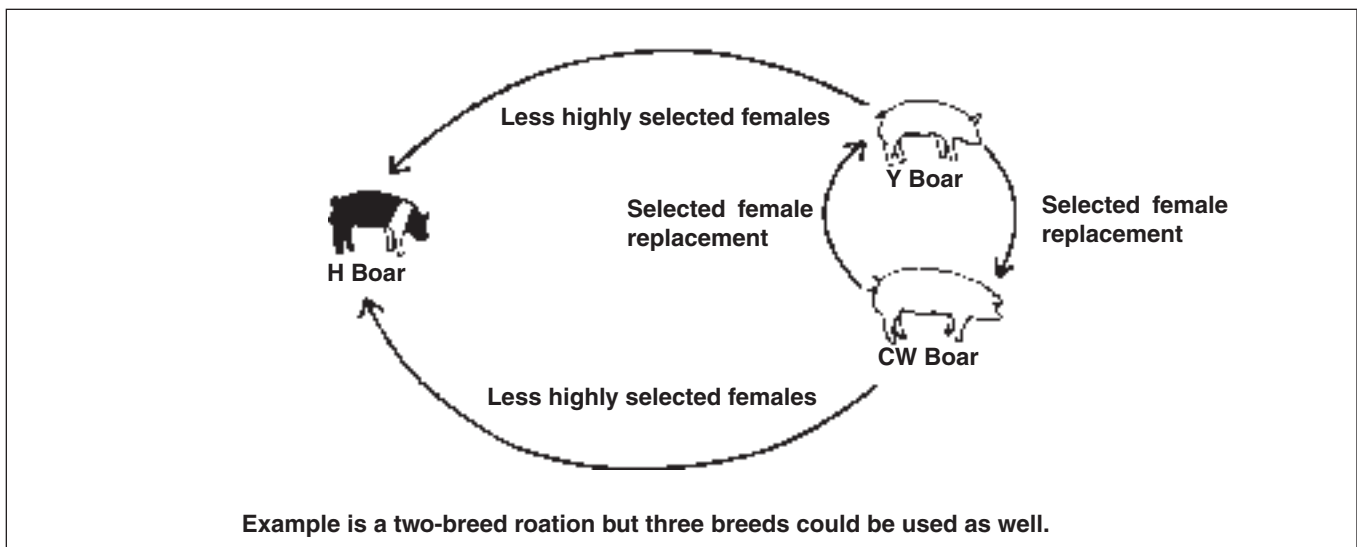 Less highly selected females
Y Boar
Selected female
replacement
Selected female
replacement
H Boar
CW Boar
Less highly selected females
Example is a two-breed roation but three breeds could be used as well.